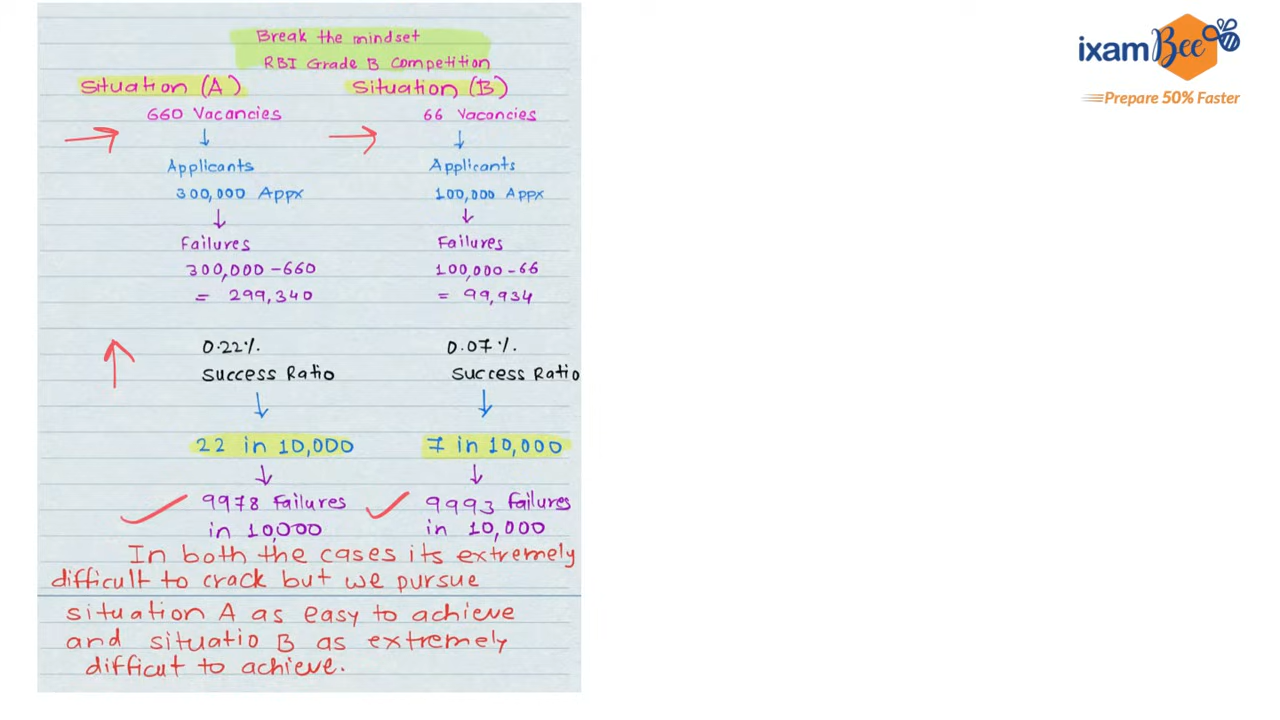 Break the mindset
RBI Grade B Competition
Situation (A)
660 Vacancies
Applicants
300,000 Appx
Failures
300,000 - 660
= 299,340
0.22%.
Success Ratio
22 in 10,000
9978 Failures
in 10,000
Situation (B)
66 Vacancies
Applicants
100,000 Appx
Failures
100,000 - 66
= 99,934
0.07%.
Success Ratio
7 in 10,000
9993 Failures
in 10,000
In both the cases its extremely
difficult to crack but we pursue
situation A as easy to achieve
and situatio B as extremely
difficut to achieve.
ixamBee
Prepare 50% Faster